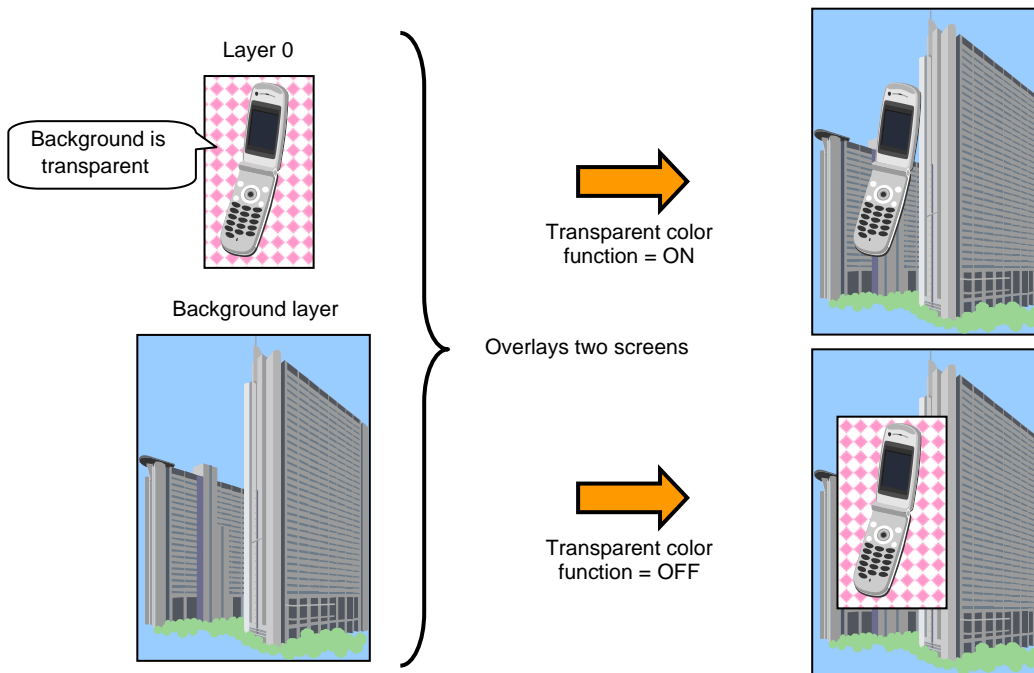 Layer 0
Background is
transparent
Background layer
Overlays two screens
Transparent color
function = ON
Transparent color
function = OFF